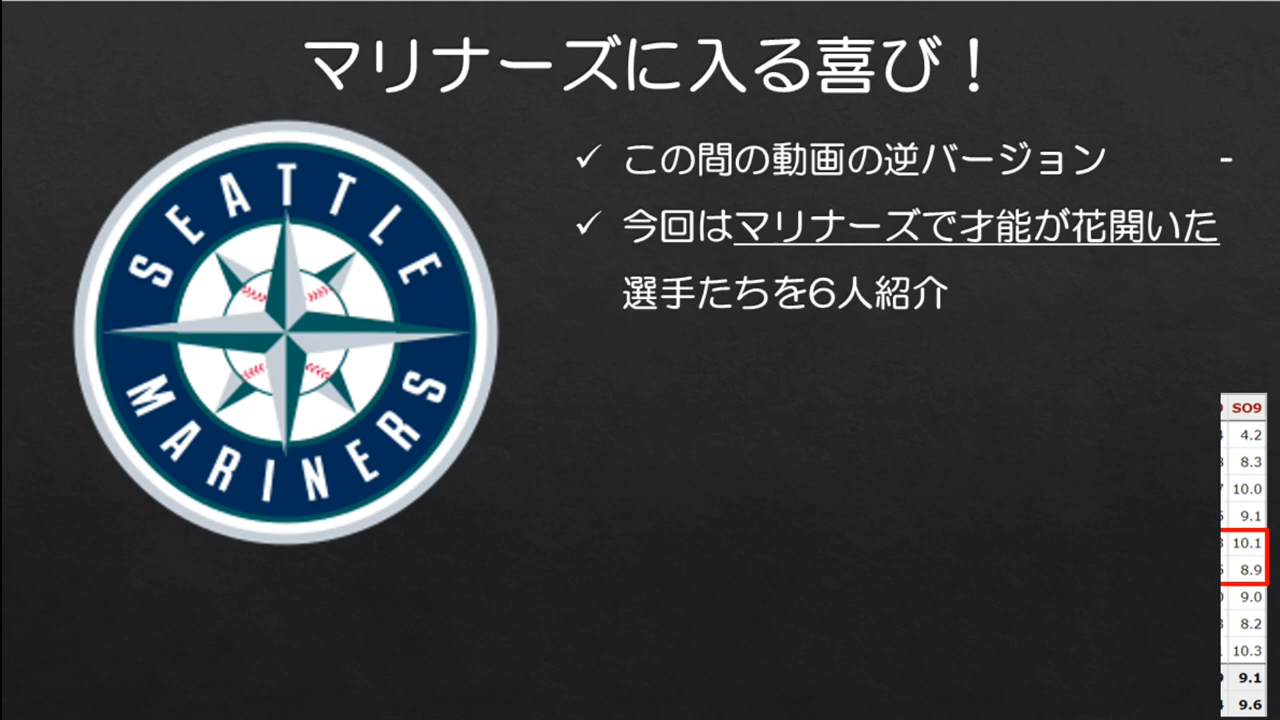 マリナーズに入る喜び！
SEATTLE
MARINERS
✓ この間の動画の逆バージョン -
✓ 今回はマリナーズで才能が花開いた
選手たちを6人紹介
SO9
4.2
8.3
10.0
9.1
10.1
8.9
9.0
8.2
10.3
9.1
9.6